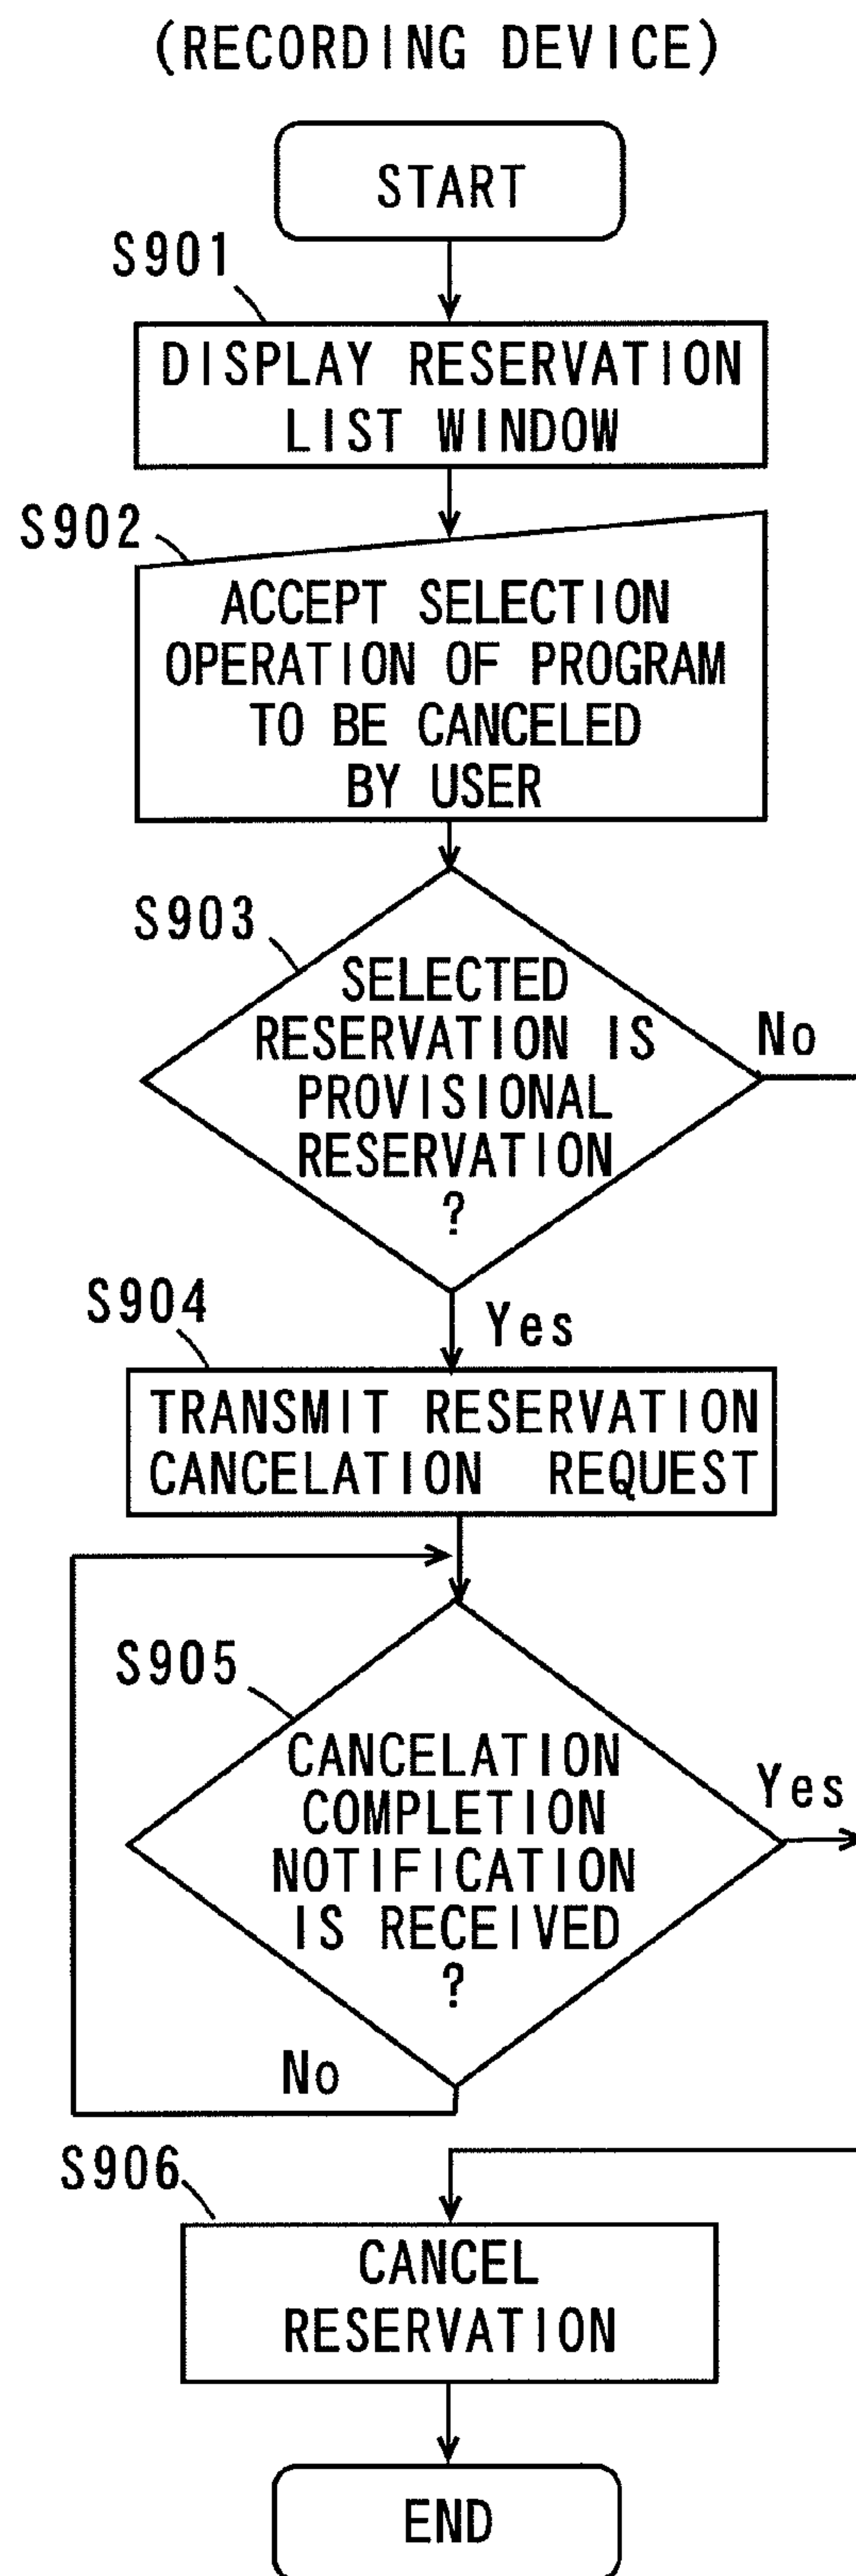 (RECORDING DEVICE)
START
S901
DISPLAY RESERVATION
LIST WINDOW
S902
ACCEPT SELECTION
OPERATION OF PROGRAM
TO BE CANCELED
BY USER
S903
SELECTED
RESERVATION IS
PROVISIONAL
RESERVATION
?
No
Yes
S904
TRANSMIT RESERVATION
CANCELATION REQUEST
S905
CANCELATION
COMPLETION
NOTIFICATION
IS RECEIVED
?
Yes
No
S906
CANCEL
RESERVATION
END